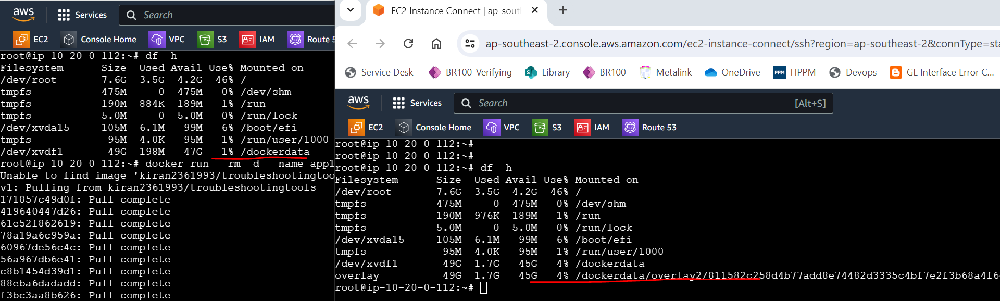 aws Services Search
EC2 Console Home VPC S3 IAM Route 5
root@ip-10-20-0-112:~# df -h
Filesystem      Size  Used Avail Use% Mounted on
/dev/root       7.6G  3.5G  4.2G  46% /
tmpfs           475M     0  475M   0% /dev/shm
tmpfs           190M  884K  189M   1% /run
tmpfs           5.0M     0  5.0M   0% /run/lock
/dev/xvda15     105M  6.1M   99M   6% /boot/efi
tmpfs            95M  4.0K   95M   1% /run/user/1000
/dev/xvdf1       49G  198M   47G   1% /dockerdata
root@ip-10-20-0-112:~# docker run --rm -d --name app1
Unable to find image 'kiran2361993/troubleshootingtoo
v1: Pulling from kiran2361993/troubleshootingtools
171857c49d0f: Pull complete
419640447d26: Pull complete
61e52f862619: Pull complete
78a19a6c959a: Pull complete
60967de56c4c: Pull complete
56a967db6e41: Pull complete
c8b1454d39d1: Pull complete
88eba6dadadd: Pull complete
f3bc3aa8b626: Pull complete
EC2 Instance Connect | ap-sout
ap-southeast-2.console.aws.amazon.com/ec2-instance-connect/ssh?region=ap-southeast-2&connType=sta
Service Desk BR100_Verifying Library BR100 Metalink OneDrive PPM HPPM Devops GL Interface Error C...
aws Services Search [Alt+S]
EC2 Console Home VPC S3 IAM Route 53
root@ip-10-20-0-112:~#
root@ip-10-20-0-112:~#
root@ip-10-20-0-112:~# df -h
Filesystem      Size  Used Avail Use% Mounted on
/dev/root       7.6G  3.5G  4.2G  46% /
tmpfs           475M     0  475M   0% /dev/shm
tmpfs           190M  976K  189M   1% /run
tmpfs           5.0M     0  5.0M   0% /run/lock
/dev/xvda15     105M  6.1M   99M   6% /boot/efi
tmpfs            95M  4.0K   95M   1% /run/user/1000
/dev/xvdf1       49G  1.7G   45G   4% /dockerdata
overlay          49G  1.7G   45G   4% /dockerdata/overlay2/811582c258d4b77add8e74482d3335c4bf7e2f3b68a4f6
root@ip-10-20-0-112:~#